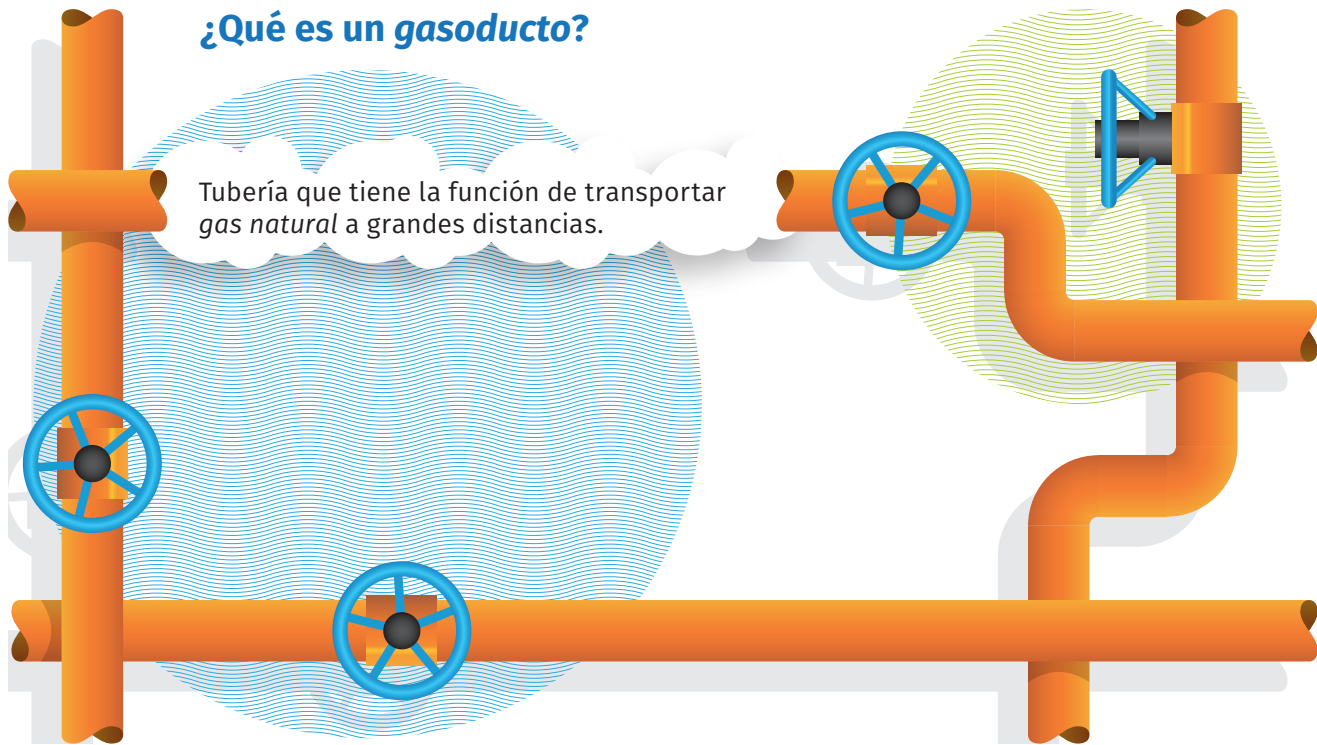 ¿Qué es un gasoducto?
Tubería que tiene la función de transportar
gas natural a grandes distancias.